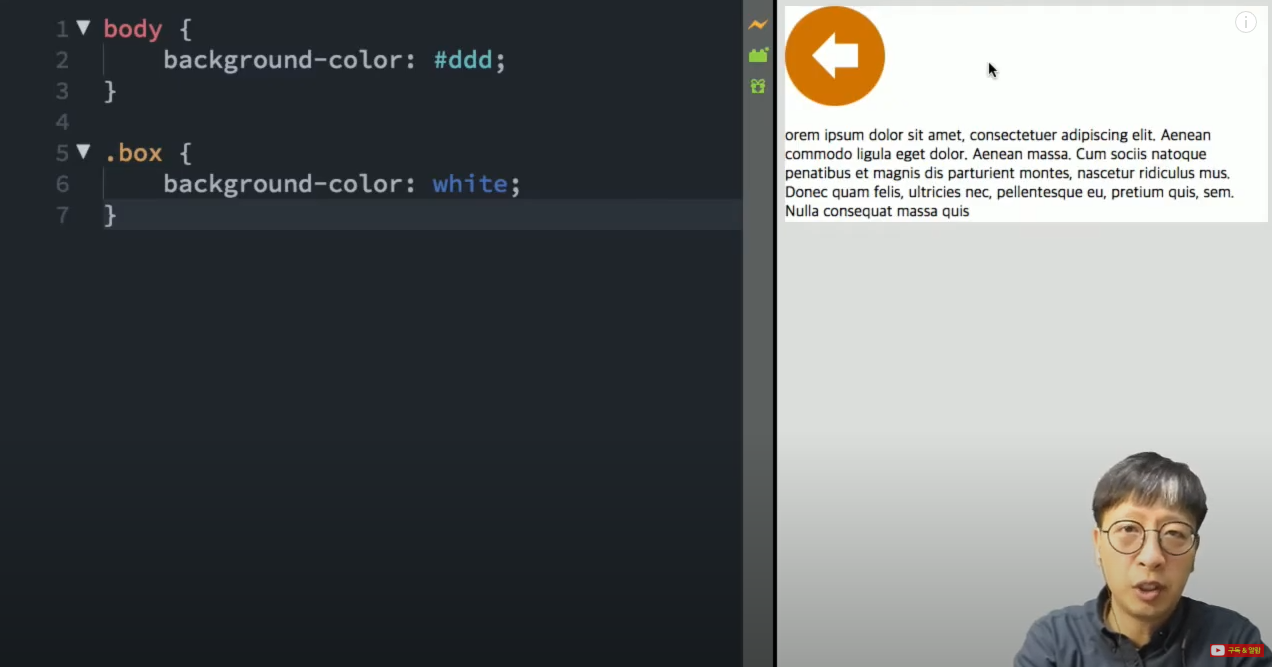 1 ▼ body {
2 background-color: #ddd;
3 }
4
5 ▼ .box {
6 background-color: white;
7 }
i
orem ipsum dolor sit amet, consectetuer adipiscing elit. Aenean
commodo ligula eget dolor. Aenean massa. Cum sociis natoque
penatibus et magnis dis parturient montes, nascetur ridiculus mus.
Donec quam felis, ultricies nec, pellentesque eu, pretium quis, sem.
Nulla consequat massa quis
구독 & 알람